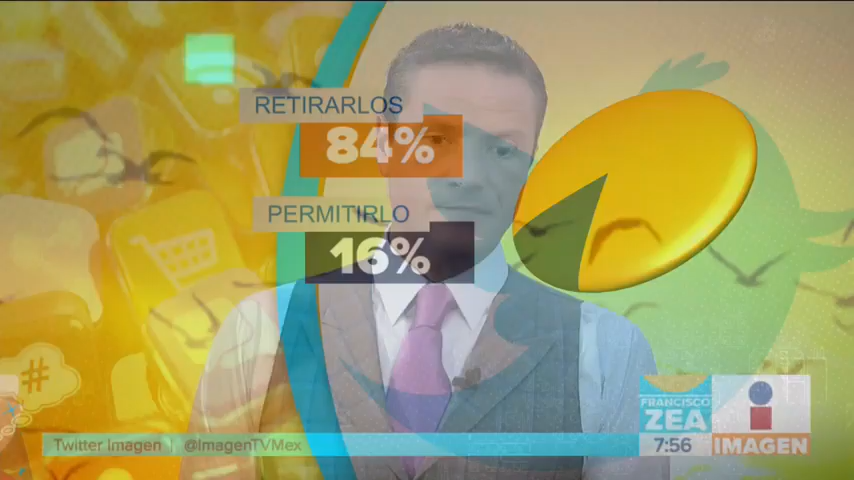 RETIRARLOS
84%
PERMITIRLO
16%
#
FRANCISCO
ZEA
7:56
IMAGEN
Twitter Imagen | @ImagenTVMex